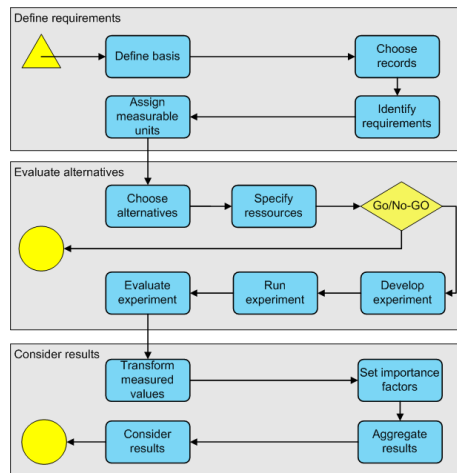 Define requirements
Define basis
Choose
records
Assign
measurable
units
Identify
requirements
Evaluate alternatives
Choose
alternatives
Specify
ressources
Go/No-GO
Evaluate
experiment
Run
experiment
Develop
experiment
Consider results
Transform
measured
values
Set importance
factors
Consider
results
Aggregate
results